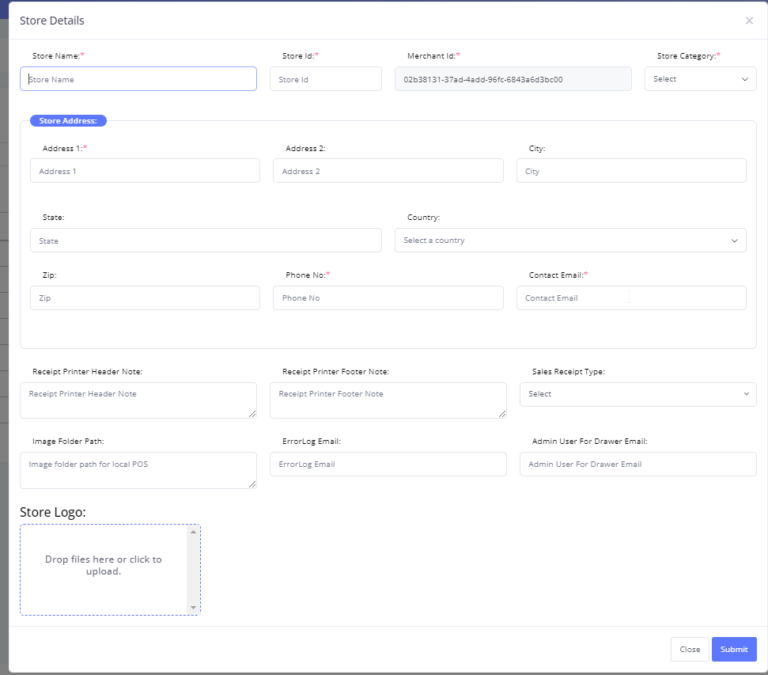 Store Details
Store Name:* Store Id:* Merchant Id:* Store Category:*
Store Name Store Id 02b38131-37ad-4add-96fc-6843a6d3bc00 Select
Store Address:
Address 1:* Address 2: City:
Address 1 Address 2 City
State: Country:
State Select a country
Zip: Phone No:* Contact Email:*
Zip Phone No Contact Email
Receipt Printer Header Note: Receipt Printer Footer Note: Sales Receipt Type:
Receipt Printer Header Note Receipt Printer Footer Note Select
Image Folder Path: ErrorLog Email: Admin User For Drawer Email:
Image folder path for local POS ErrorLog Email Admin User For Drawer Email
Store Logo:
Drop files here or click to
upload.
Close Submit